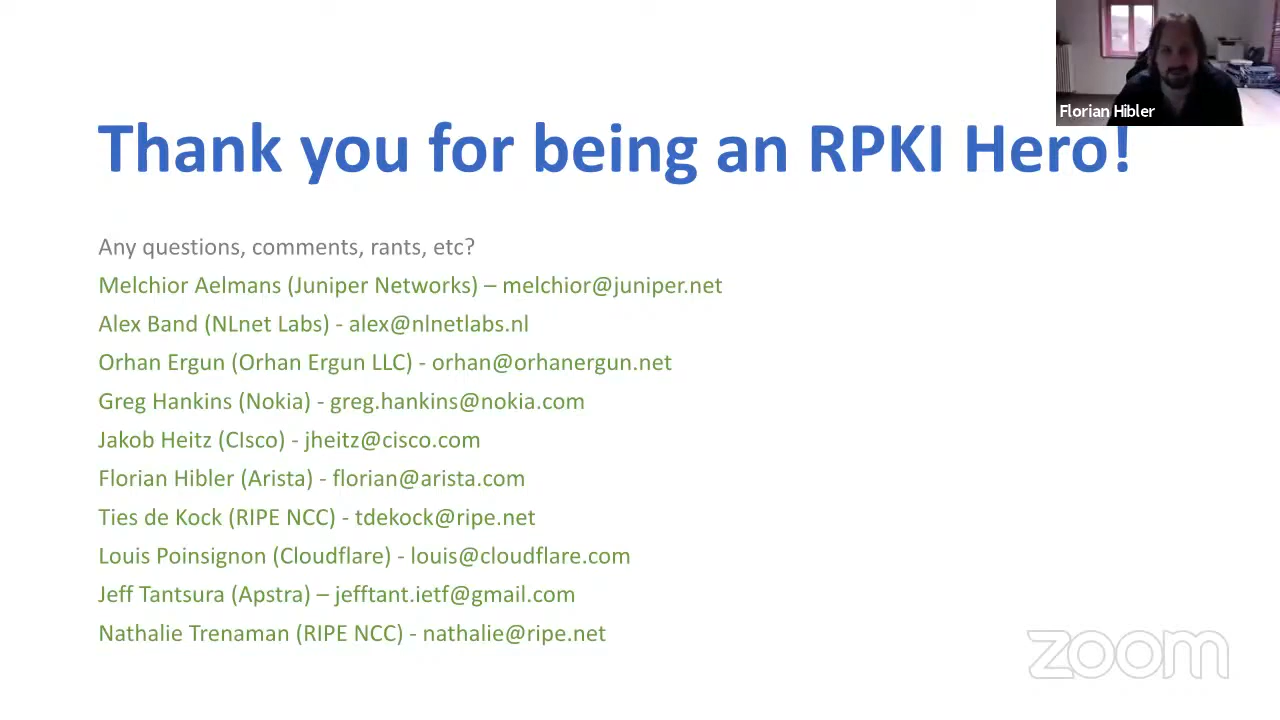 Florian Hibler
Thank you for being an RPKI Hero!
Any questions, comments, rants, etc?
Melchior Aelmans (Juniper Networks) – melchior@juniper.net
Alex Band (NLnet Labs) - alex@nlnetlabs.nl
Orhan Ergun (Orhan Ergun LLC) - orhan@orhanergun.net
Greg Hankins (Nokia) - greg.hankins@nokia.com
Jakob Heitz (CIsco) - jheitz@cisco.com
Florian Hibler (Arista) - florian@arista.com
Ties de Kock (RIPE NCC) - tdekock@ripe.net
Louis Poinsignon (Cloudflare) - louis@cloudflare.com
Jeff Tantsura (Apstra) – jefftant.ietf@gmail.com
Nathalie Trenaman (RIPE NCC) - nathalie@ripe.net
zoom